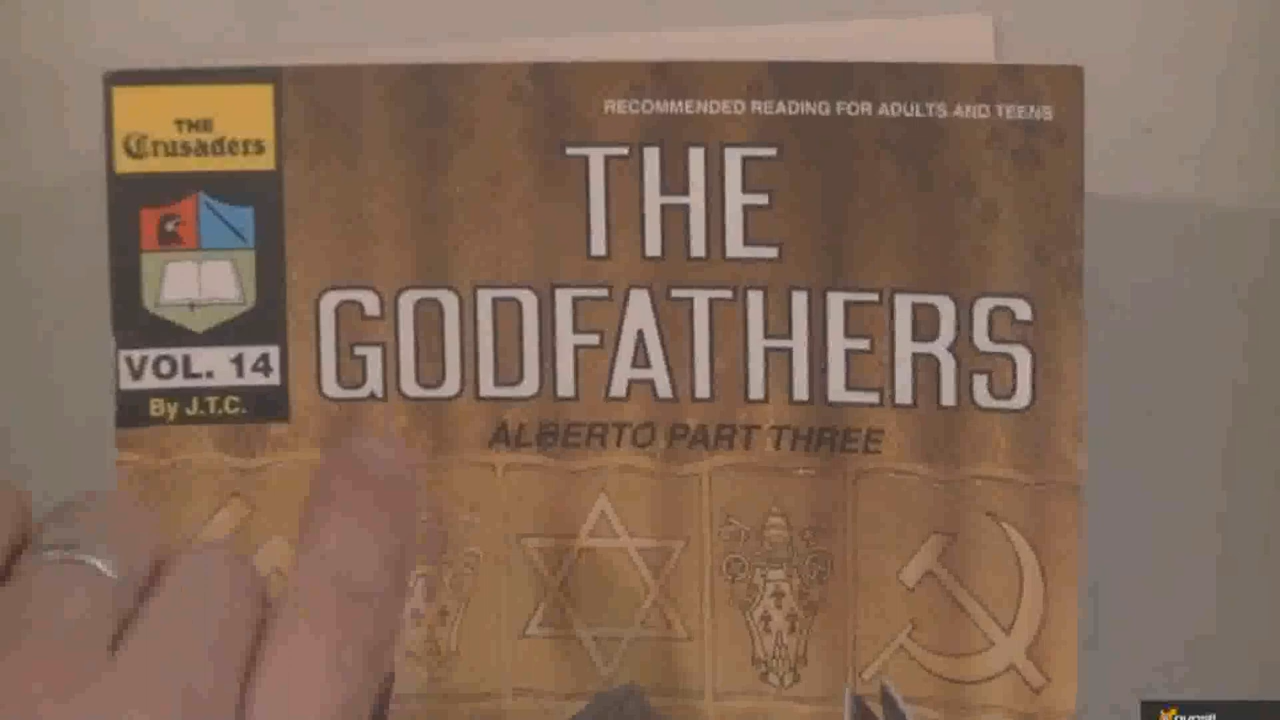 THE
Crusaders
VOL. 14
By J.T.C.
RECOMMENDED READING FOR ADULTS AND TEENS
THE
GODFATHERS
ALBERTO PART THREE